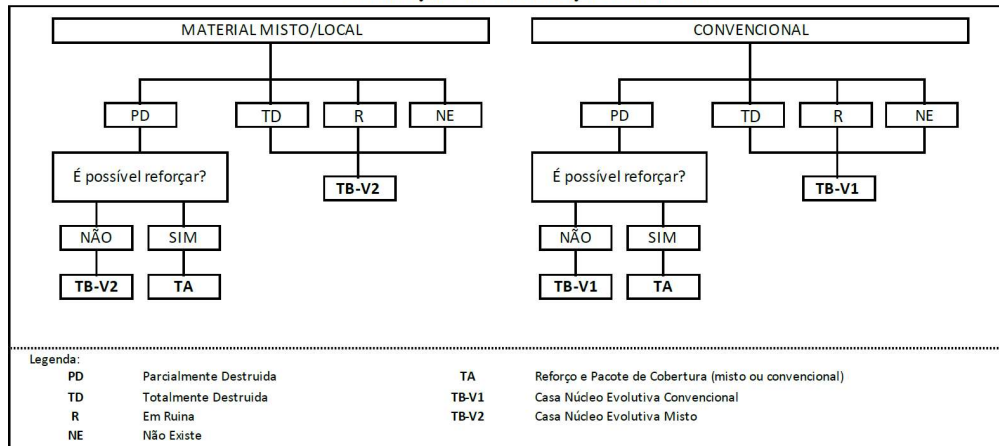 MATERIAL MISTO/LOCAL
PD
TD
R
NE
É possível reforçar?
TB-V2
NÃO
SIM
TB-V2
TA
CONVENCIONAL
PD
TD
R
NE
É possível reforçar?
TB-V1
NÃO
SIM
TB-V1
TA
Legenda:
PD Parcialmente Destruida
TD Totalmente Destruida
R Em Ruina
NE Não Existe
TA Reforço e Pacote de Cobertura (misto ou convencional)
TB-V1 Casa Núcleo Evolutiva Convencional
TB-V2 Casa Núcleo Evolutiva Misto